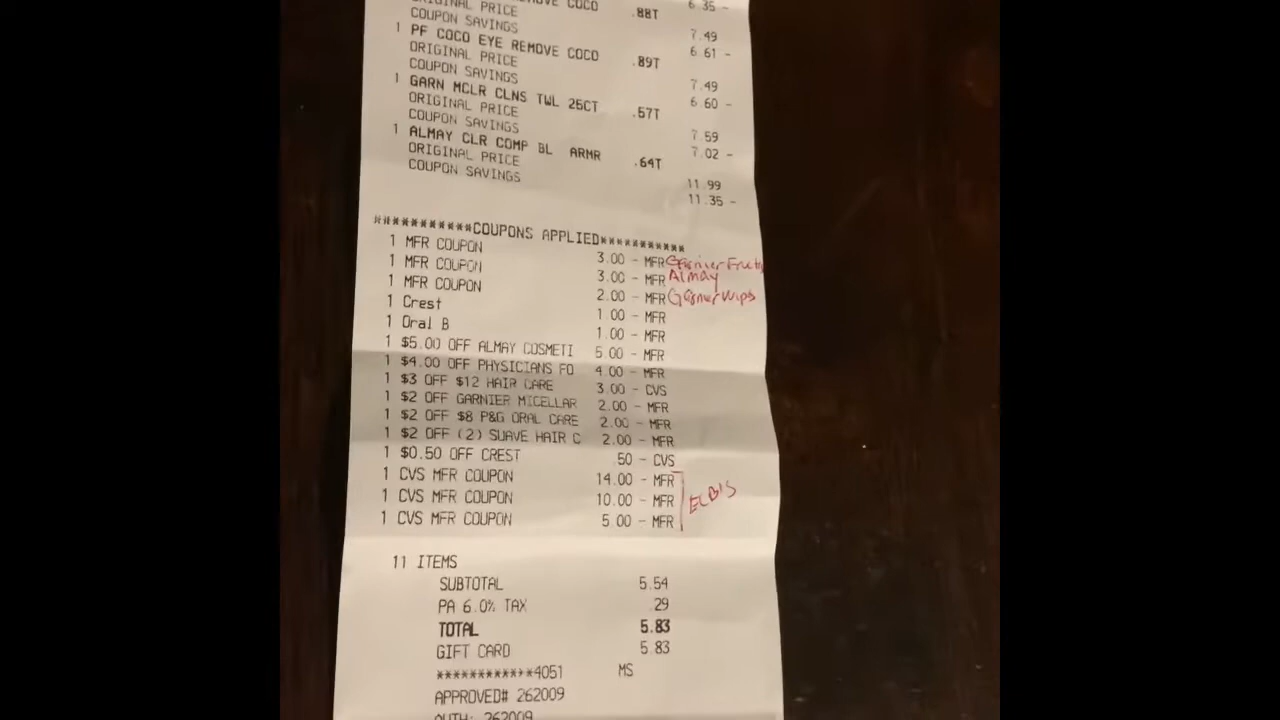 COCO .88T 6.35 -
ORIGINAL PRICE 7.49
COUPON SAVINGS 6.61 -
1 PF COCO EYE REMOVE COCO .89T
ORIGINAL PRICE 7.49
COUPON SAVINGS 6.60 -
1 GARN MCLR CLNS TWL 25CT .57T
ORIGINAL PRICE 7.59
COUPON SAVINGS 7.02 -
1 ALMAY CLR COMP BL ARMR .64T
ORIGINAL PRICE 11.99
COUPON SAVINGS 11.35 -
**********COUPONS APPLIED***********
1 MFR COUPON 3.00 - MFR Garnier
1 MFR COUPON 3.00 - MFR Almay
1 MFR COUPON 2.00 - MFR Garnier Wips
1 Crest 1.00 - MFR
1 Oral B 1.00 - MFR
1 $5.00 OFF ALMAY COSMETI 5.00 - MFR
1 $4.00 OFF PHYSICIANS FO 4.00 - MFR
1 $3 OFF $12 HAIR CARE 3.00 - CVS
1 $2 OFF GARNIER MICELLAR 2.00 - MFR
1 $2 OFF $8 P&G ORAL CARE 2.00 - MFR
1 $2 OFF (2) SUAVE HAIR C 2.00 - MFR
1 $0.50 OFF CREST .50 - CVS
1 CVS MFR COUPON 14.00 - MFR
1 CVS MFR COUPON 10.00 - MFR ECB'S
1 CVS MFR COUPON 5.00 - MFR
11 ITEMS
SUBTOTAL 5.54
PA 6.0% TAX .29
TOTAL 5.83
GIFT CARD 5.83
************4051 MS
APPROVED# 262009
AUTH: 262009